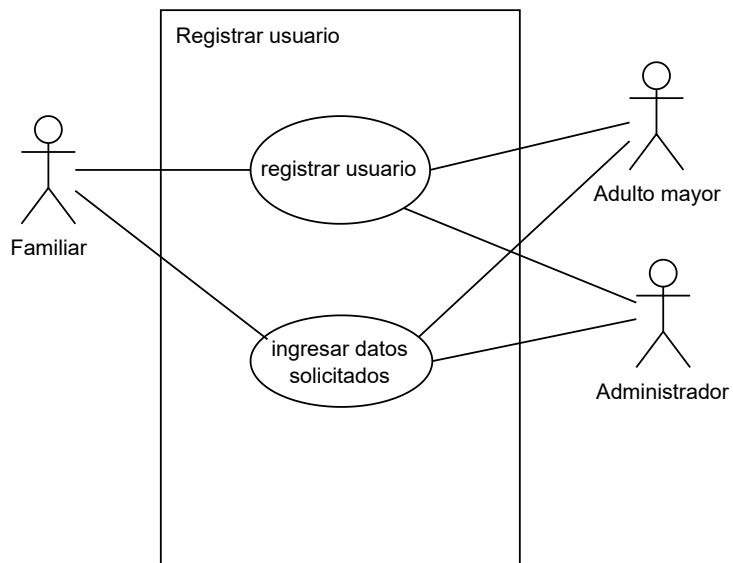 Registrar usuario
registrar usuario
Adulto mayor
Familiar
ingresar datos
solicitados
Administrador